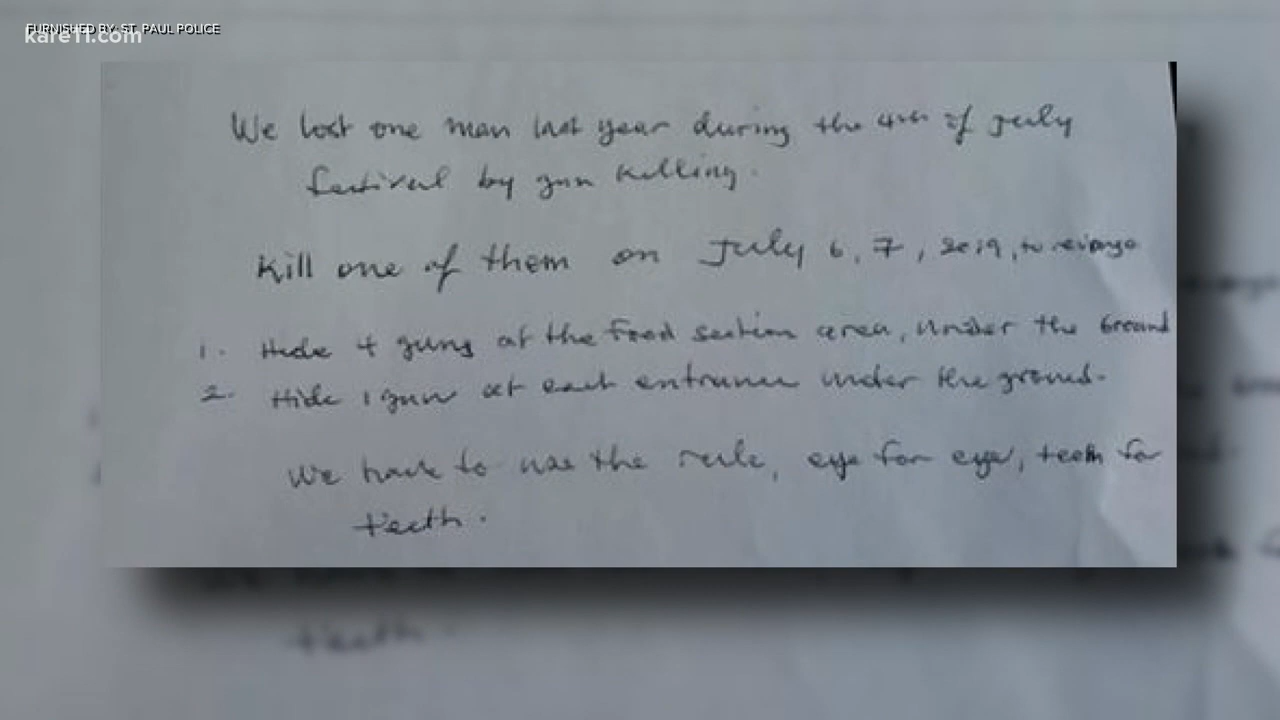 FURNISHED BY: ST. PAUL POLICE
kare11.com
We lost one man last year during the 4th of july
festival by gun killing.
Kill one of them on July 6, 7, 2019, to revenge
1. Hide 4 guns at the food section area, under the Ground
2. Hide 1 gun at each entrance under the ground.
We have to use the rule, eye for eye, teeth for
teeth.
teeth.